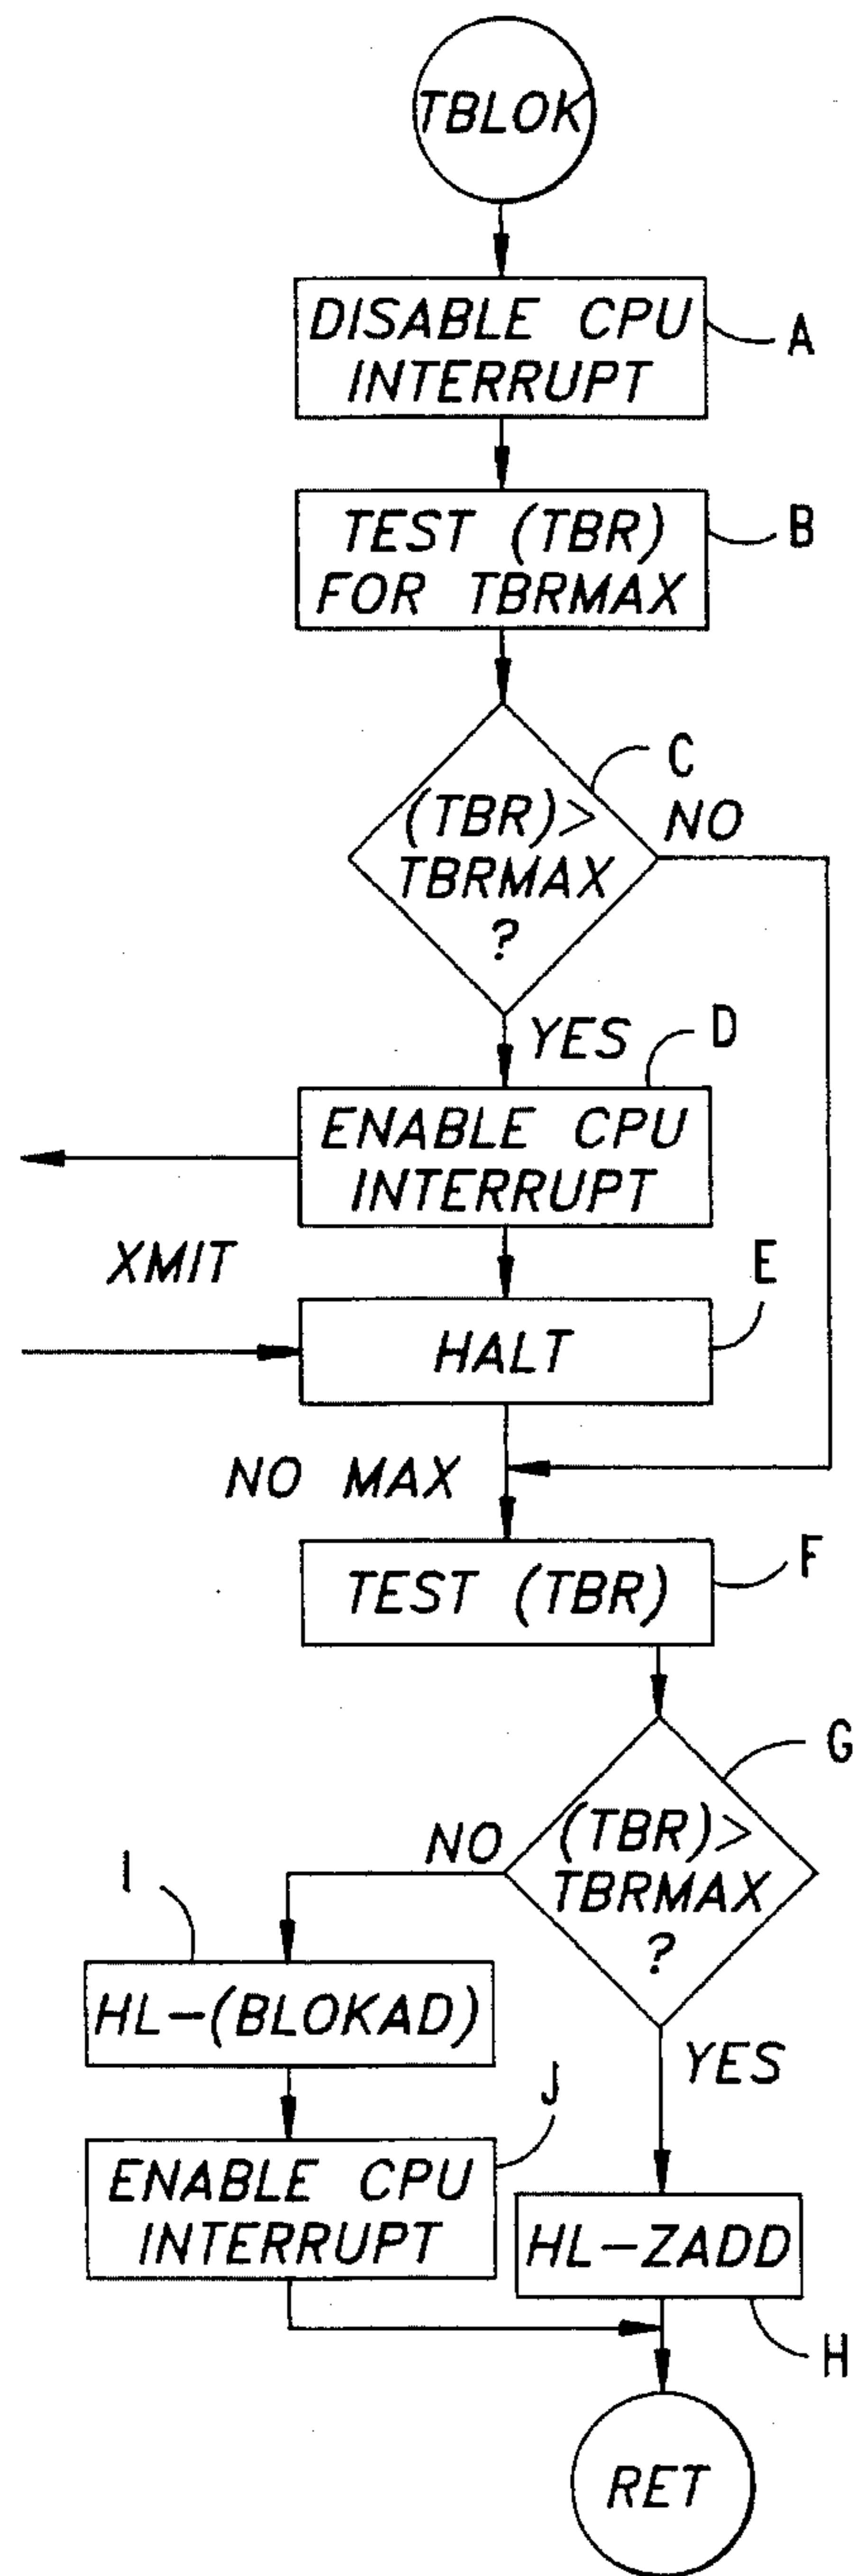 TBLOK
DISABLE CPU
INTERRUPT
A
TEST (TBR)
FOR TBRMAX
B
C
(TBR)>
TBRMAX
?
NO
YES
D
ENABLE CPU
INTERRUPT
XMIT
E
HALT
NO MAX
F
TEST (TBR)
G
(TBR)>
TBRMAX
?
NO
I
HL-(BLOKAD)
YES
J
ENABLE CPU
INTERRUPT
HL-ZADD
H
RET